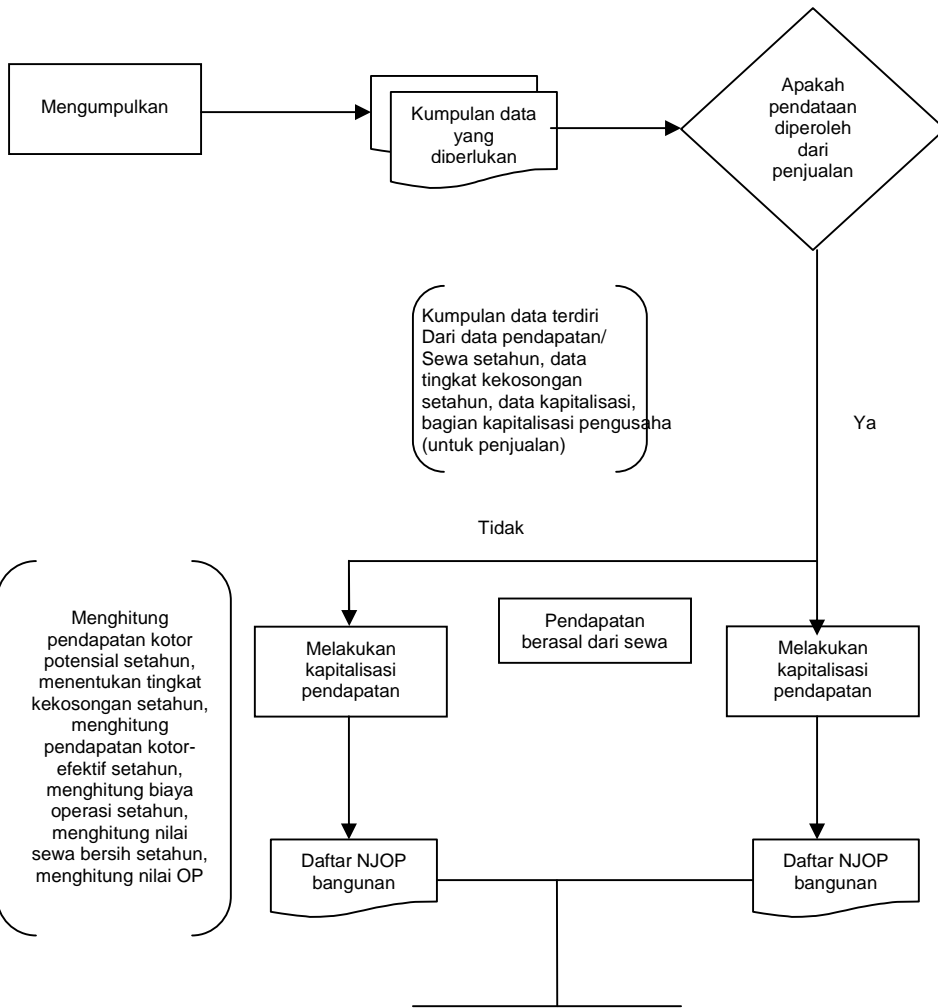 Mengumpulkan
Kumpulan data
yang
diperlukan
Apakah
pendataan
diperoleh
dari
penjualan
Kumpulan data terdiri
Dari data pendapatan/
Sewa setahun, data
tingkat kekosongan
setahun, data kapitalisasi,
bagian kapitalisasi pengusaha
(untuk penjualan)
Ya
Tidak
Menghitung
pendapatan kotor
potensial setahun,
menentukan tingkat
kekosongan setahun,
menghitung
pendapatan kotor-
efektif setahun,
menghitung biaya
operasi setahun,
menghitung nilai
sewa bersih setahun,
menghitung nilai OP
Melakukan
kapitalisasi
pendapatan
Pendapatan
berasal dari sewa
Melakukan
kapitalisasi
pendapatan
Daftar NJOP
bangunan
Daftar NJOP
bangunan